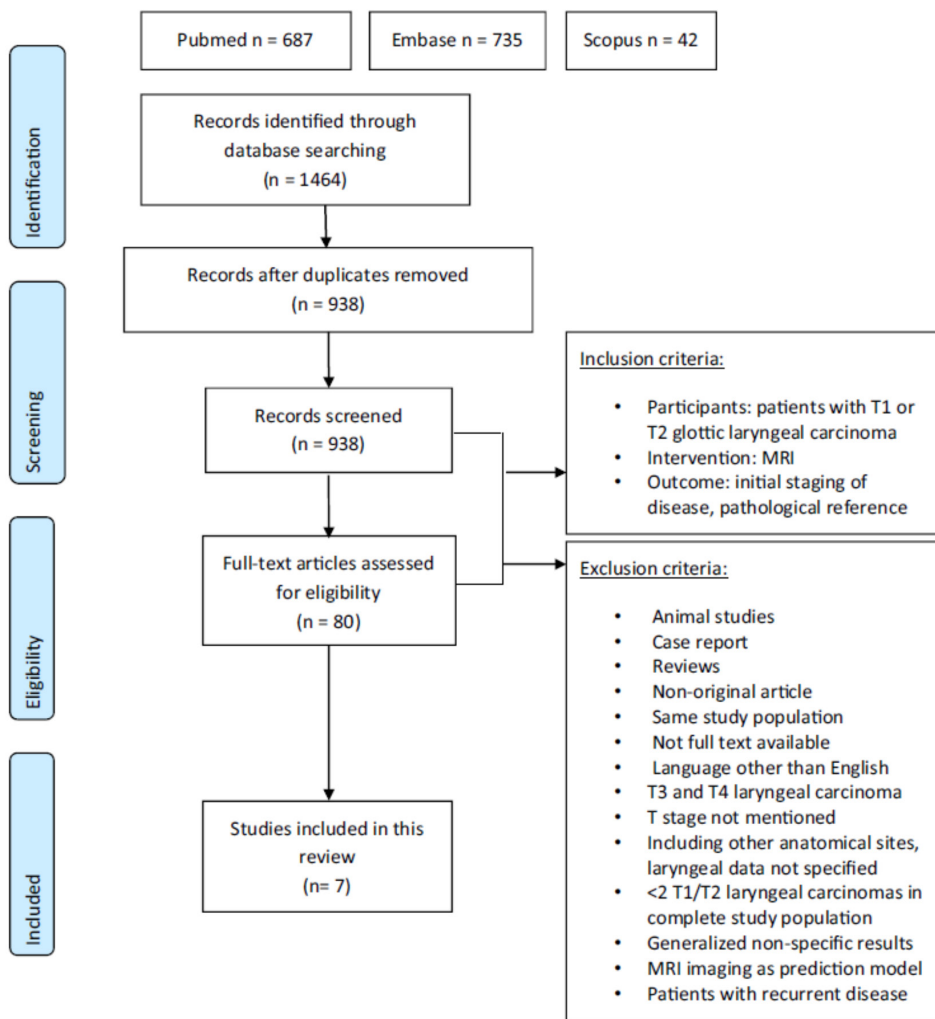 Pubmed n = 687
Embase n = 735
Scopus n = 42
Identification
Records identified through
database searching
(n = 1464)
Records after duplicates removed
(n = 938)
Screening
Records screened
(n = 938)
Inclusion criteria:
• Participants: patients with T1 or
T2 glottic laryngeal carcinoma
• Intervention: MRI
• Outcome: initial staging of
disease, pathological reference
Eligibility
Full-text articles assessed
for eligibility
(n = 80)
Exclusion criteria:
• Animal studies
• Case report
• Reviews
• Non-original article
• Same study population
• Not full text available
• Language other than English
• T3 and T4 laryngeal carcinoma
• T stage not mentioned
• Including other anatomical sites,
laryngeal data not specified
• <2 T1/T2 laryngeal carcinomas in
complete study population
• Generalized non-specific results
• MRI imaging as prediction model
• Patients with recurrent disease
Included
Studies included in this
review
(n= 7)